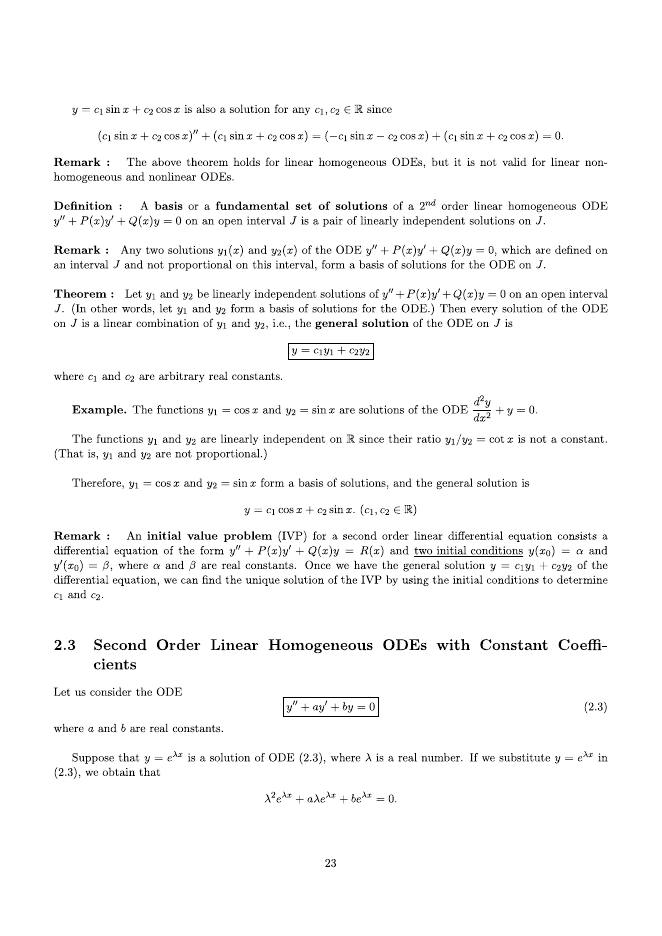 y = c₁ sin x + c₂ cos x is also a solution for any c₁, c₂ ∈ ℝ since
(c₁ sin x + c₂ cos x)″ + (c₁ sin x + c₂ cos x) = (−c₁ sin x − c₂ cos x) + (c₁ sin x + c₂ cos x) = 0.
Remark : The above theorem holds for linear homogeneous ODEs, but it is not valid for linear non-
homogeneous and nonlinear ODEs.
Definition : A basis or a fundamental set of solutions of a 2ⁿᵈ order linear homogeneous ODE
y″ + P(x)y′ + Q(x)y = 0 on an open interval J is a pair of linearly independent solutions on J.
Remark : Any two solutions y₁(x) and y₂(x) of the ODE y″ + P(x)y′ + Q(x)y = 0, which are defined on
an interval J and not proportional on this interval, form a basis of solutions for the ODE on J.
Theorem : Let y₁ and y₂ be linearly independent solutions of y″ + P(x)y′ + Q(x)y = 0 on an open interval
J. (In other words, let y₁ and y₂ form a basis of solutions for the ODE.) Then every solution of the ODE
on J is a linear combination of y₁ and y₂, i.e., the general solution of the ODE on J is
y = c₁y₁ + c₂y₂
where c₁ and c₂ are arbitrary real constants.
Example. The functions y₁ = cos x and y₂ = sin x are solutions of the ODE d²y/dx² + y = 0.
The functions y₁ and y₂ are linearly independent on ℝ since their ratio y₁/y₂ = cot x is not a constant.
(That is, y₁ and y₂ are not proportional.)
Therefore, y₁ = cos x and y₂ = sin x form a basis of solutions, and the general solution is
y = c₁ cos x + c₂ sin x. (c₁, c₂ ∈ ℝ)
Remark : An initial value problem (IVP) for a second order linear differential equation consists a
differential equation of the form y″ + P(x)y′ + Q(x)y = R(x) and two initial conditions y(x₀) = α and
y′(x₀) = β, where α and β are real constants. Once we have the general solution y = c₁y₁ + c₂y₂ of the
differential equation, we can find the unique solution of the IVP by using the initial conditions to determine
c₁ and c₂.
2.3 Second Order Linear Homogeneous ODEs with Constant Coeffi-
cients
Let us consider the ODE
y″ + ay′ + by = 0 (2.3)
where a and b are real constants.
Suppose that y = e^{λx} is a solution of ODE (2.3), where λ is a real number. If we substitute y = e^{λx} in
(2.3), we obtain that
λ²e^{λx} + aλe^{λx} + be^{λx} = 0.
23